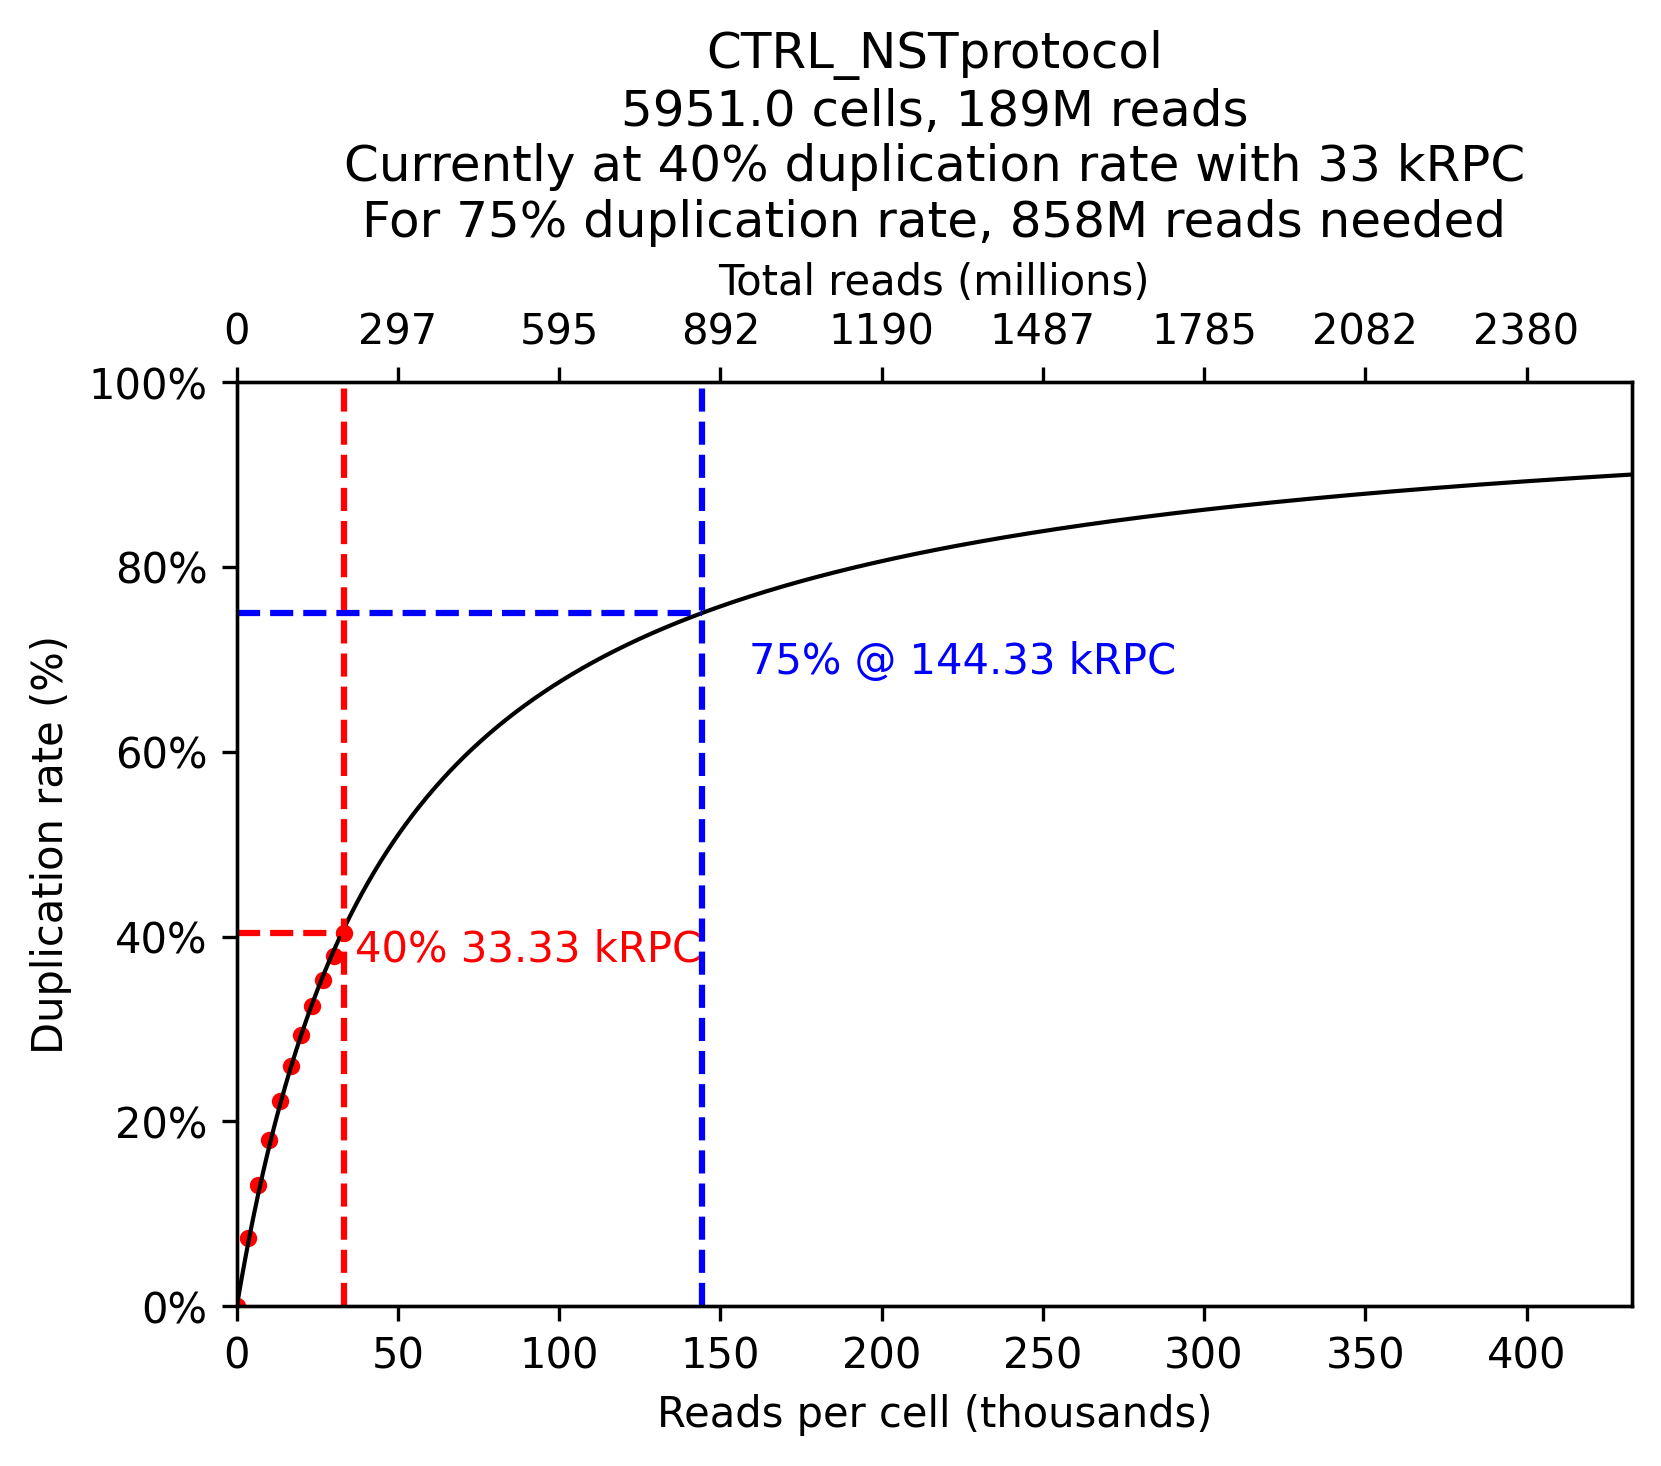 CTRL_NSTprotocol
5951.0 cells, 189M reads
Currently at 40% duplication rate with 33 kRPC
For 75% duplication rate, 858M reads needed
Total reads (millions)
0 297 595 892 1190 1487 1785 2082 2380
100%
80%
75% @ 144.33 kRPC
60%
40%
40% 33.33 kRPC
20%
0%
Duplication rate (%)
0 50 100 150 200 250 300 350 400
Reads per cell (thousands)